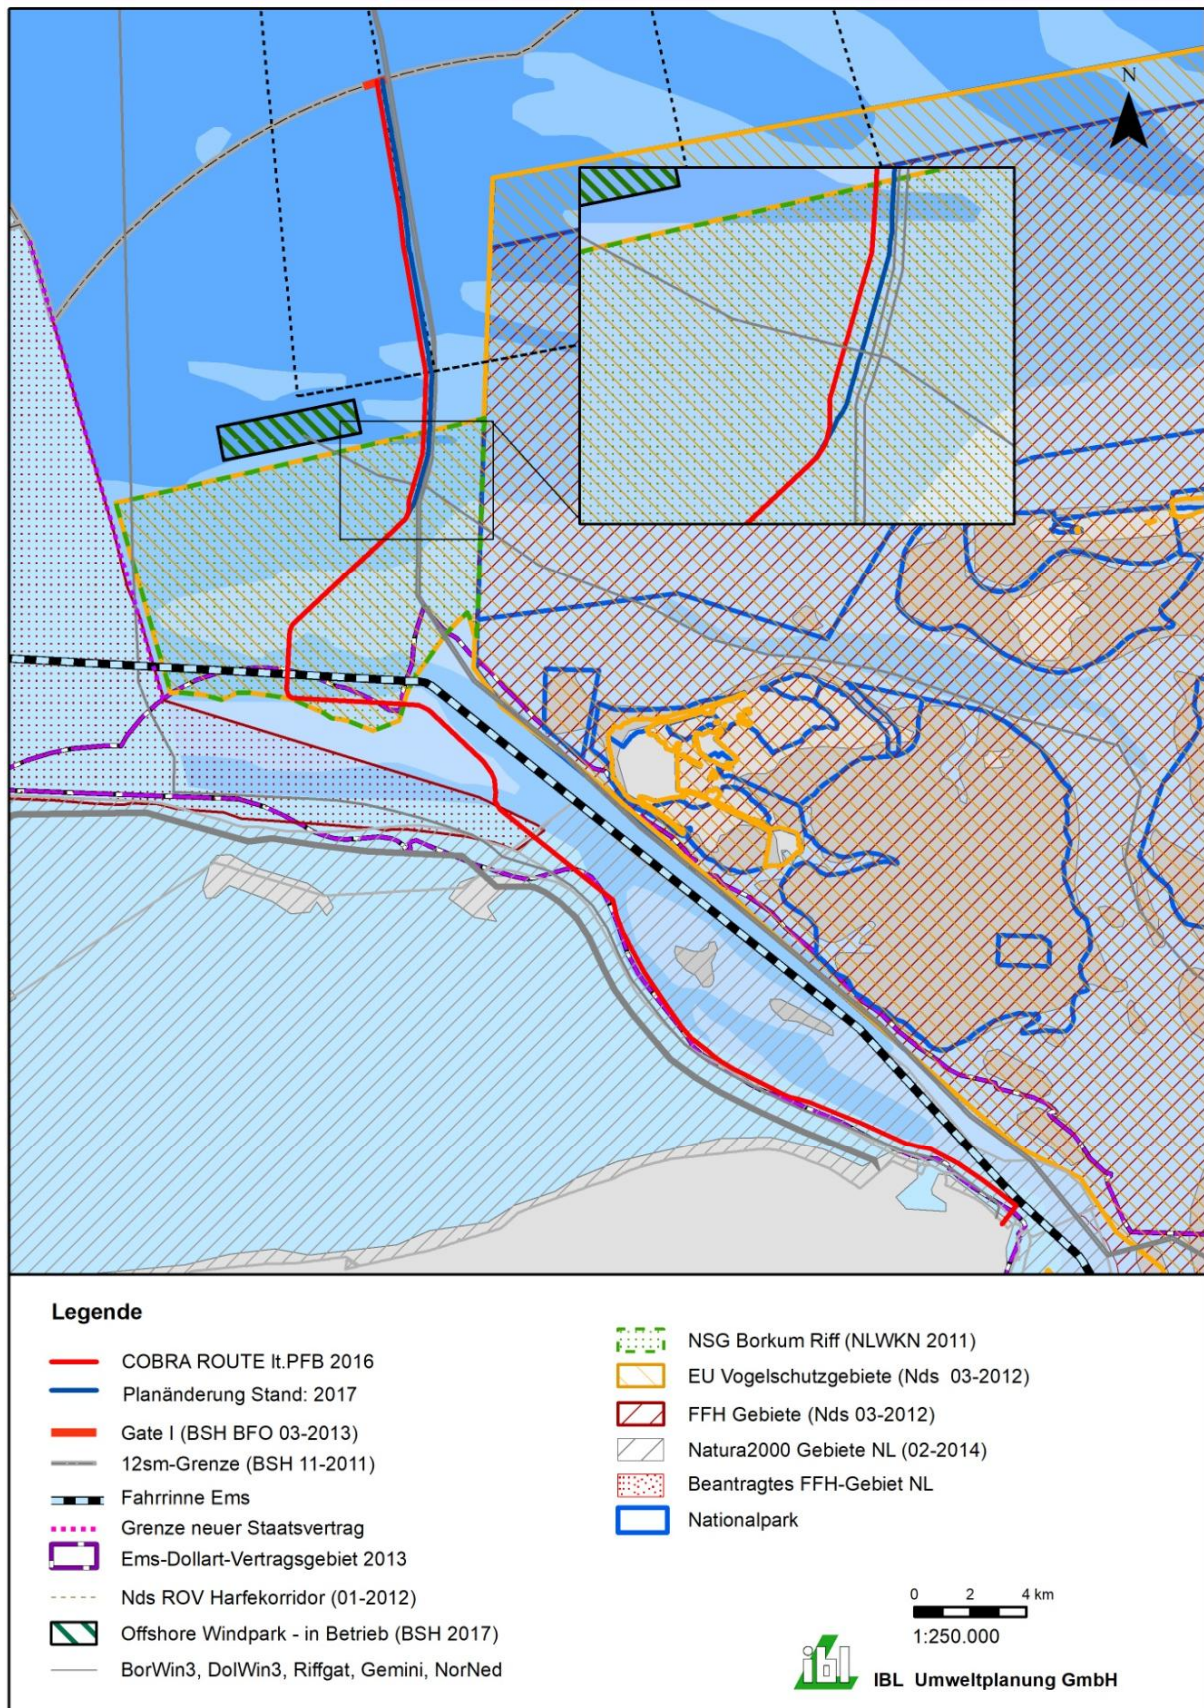 N
Legende
COBRA ROUTE lt.PFB 2016
Planänderung Stand: 2017
Gate I (BSH BFO 03-2013)
12sm-Grenze (BSH 11-2011)
Fahrrinne Ems
Grenze neuer Staatsvertrag
Ems-Dollart-Vertragsgebiet 2013
Nds ROV Harfekorridor (01-2012)
Offshore Windpark - in Betrieb (BSH 2017)
BorWin3, DolWin3, Riffgat, Gemini, NorNed
NSG Borkum Riff (NLWKN 2011)
EU Vogelschutzgebiete (Nds 03-2012)
FFH Gebiete (Nds 03-2012)
Natura2000 Gebiete NL (02-2014)
Beantragtes FFH-Gebiet NL
Nationalpark
0 2 4 km
1:250.000
ibl
IBL Umweltplanung GmbH